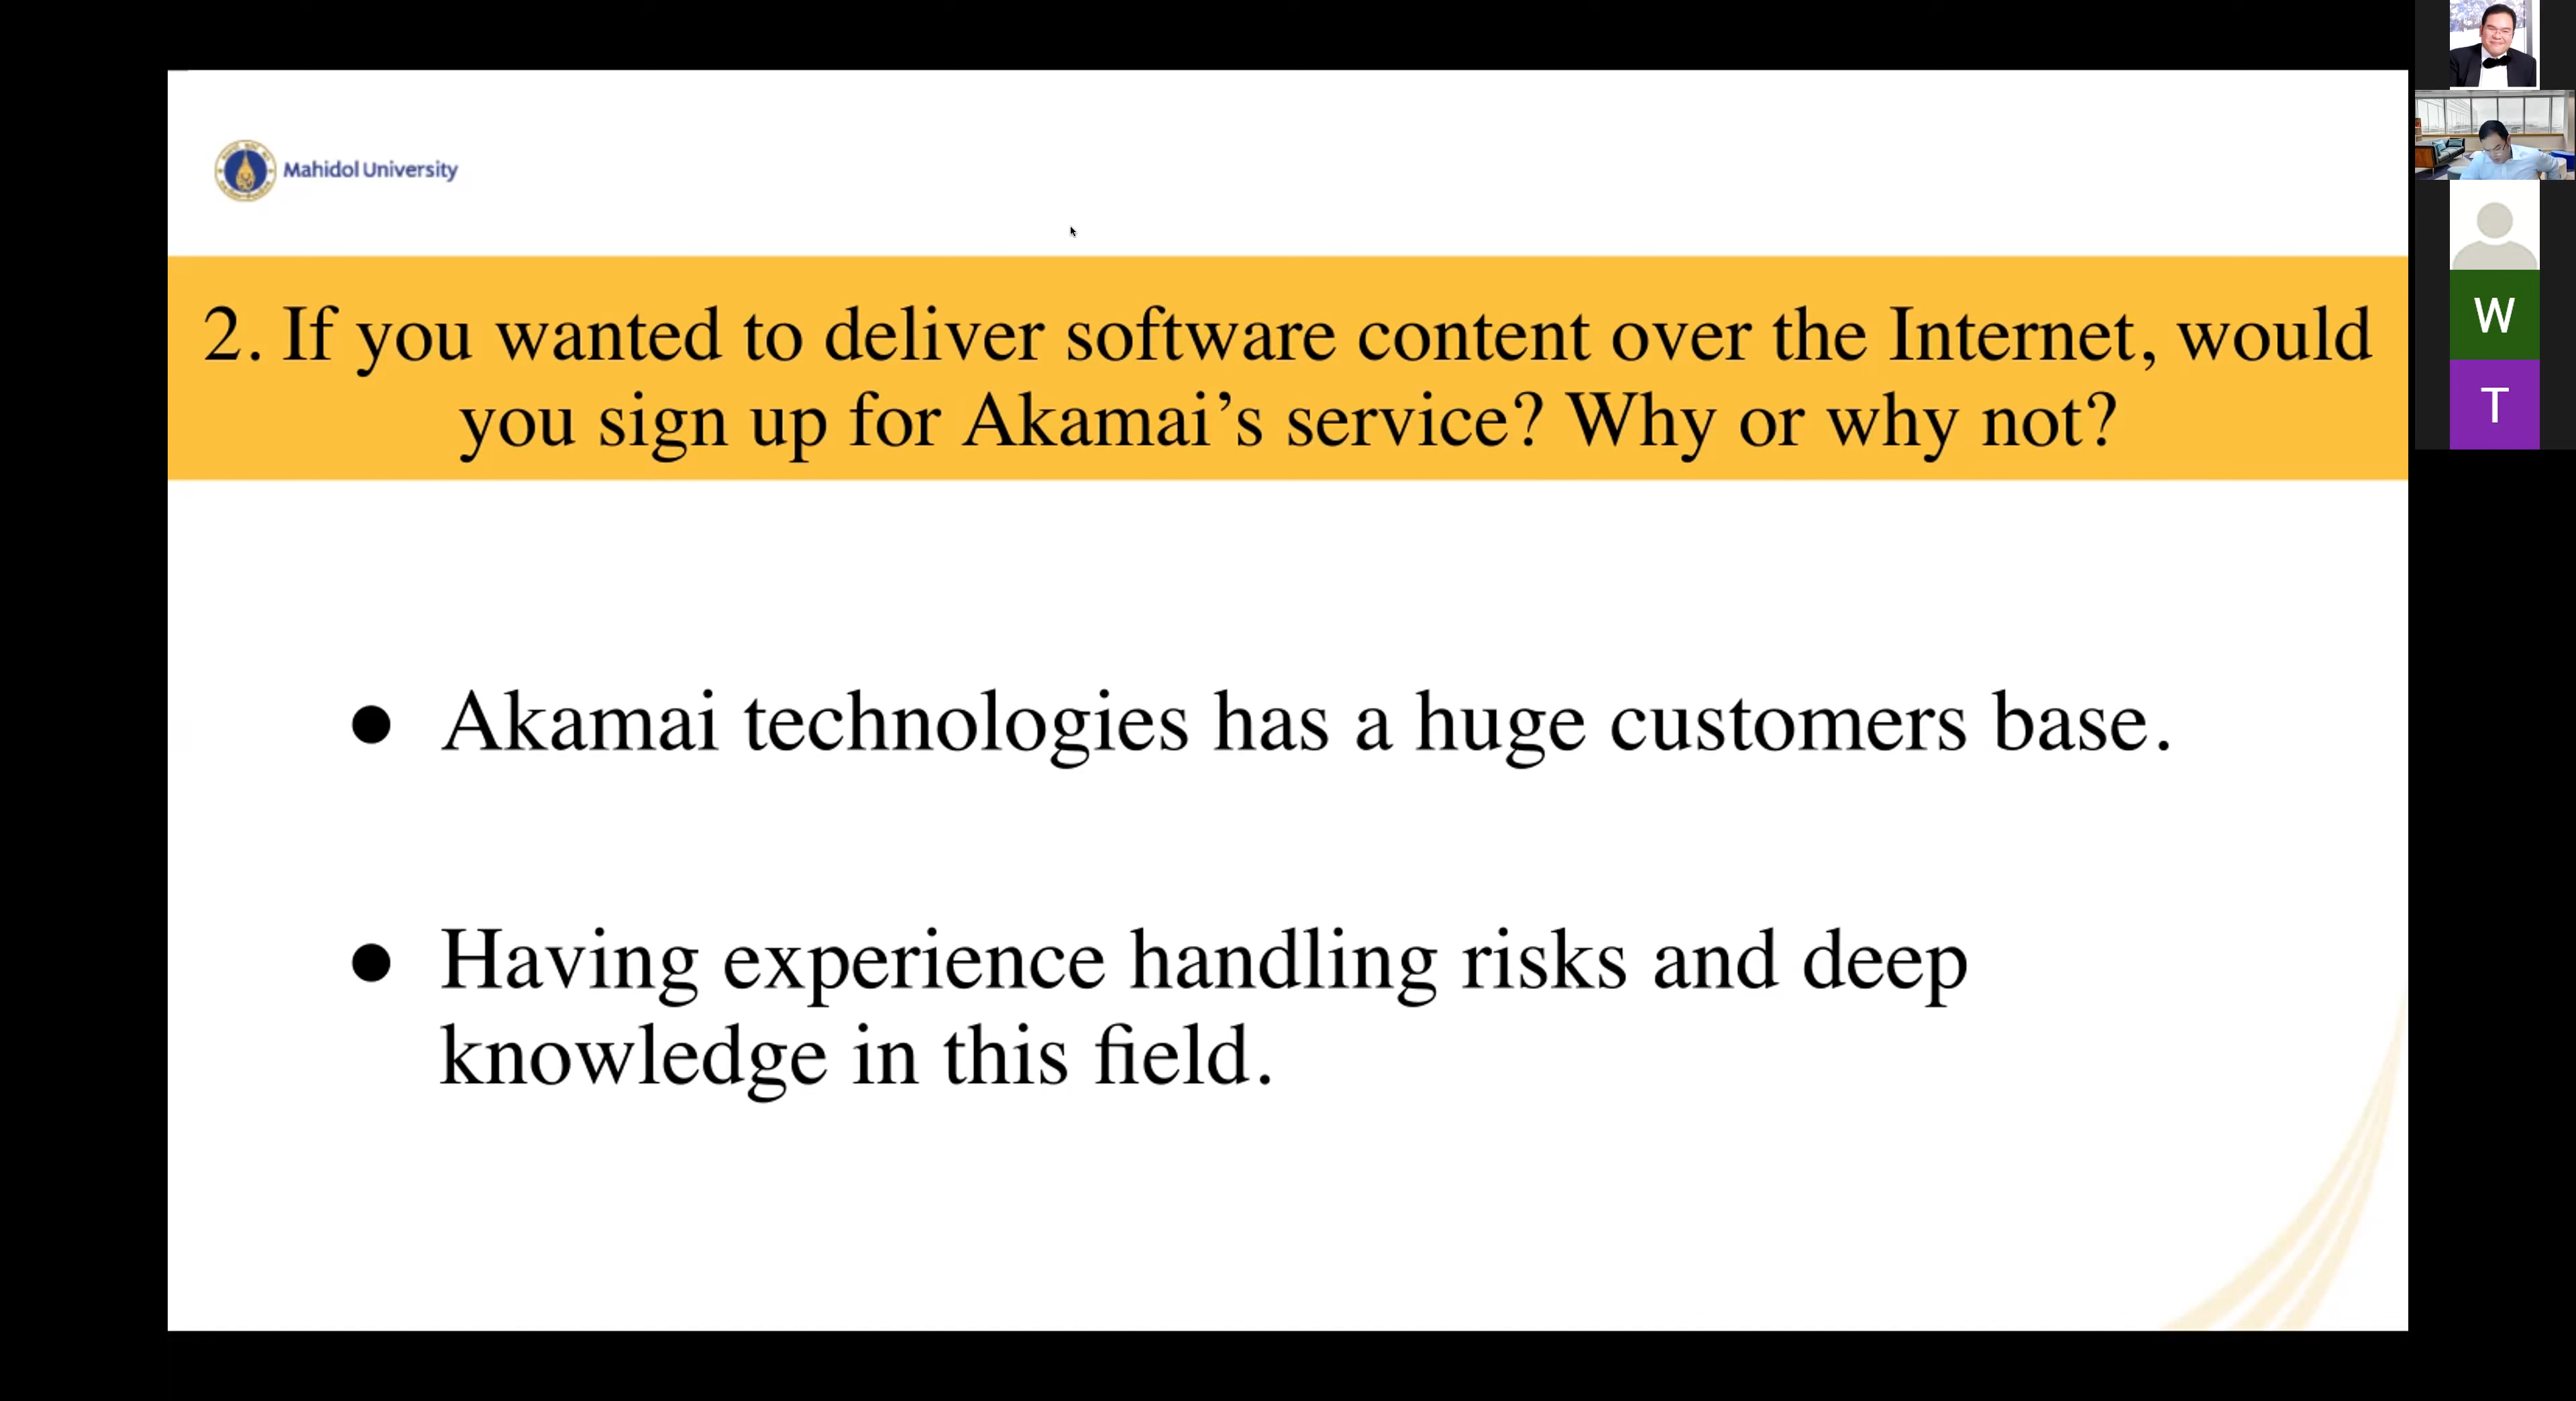 Mahidol University
2. If you wanted to deliver software content over the Internet, would
you sign up for Akamai's service? Why or why not?
● Akamai technologies has a huge customers base.
● Having experience handling risks and deep
knowledge in this field.
W
T